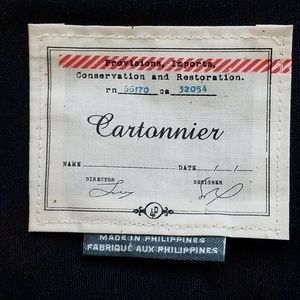 Provisions, Imports,
Conservation and Restoration.
rn 66170 ca 32054
Cartonnier
NAME DATE / /
DIRECTOR DESIGNER
MADE IN PHILIPPINES
FABRIQUÉ AUX PHILIPPINES